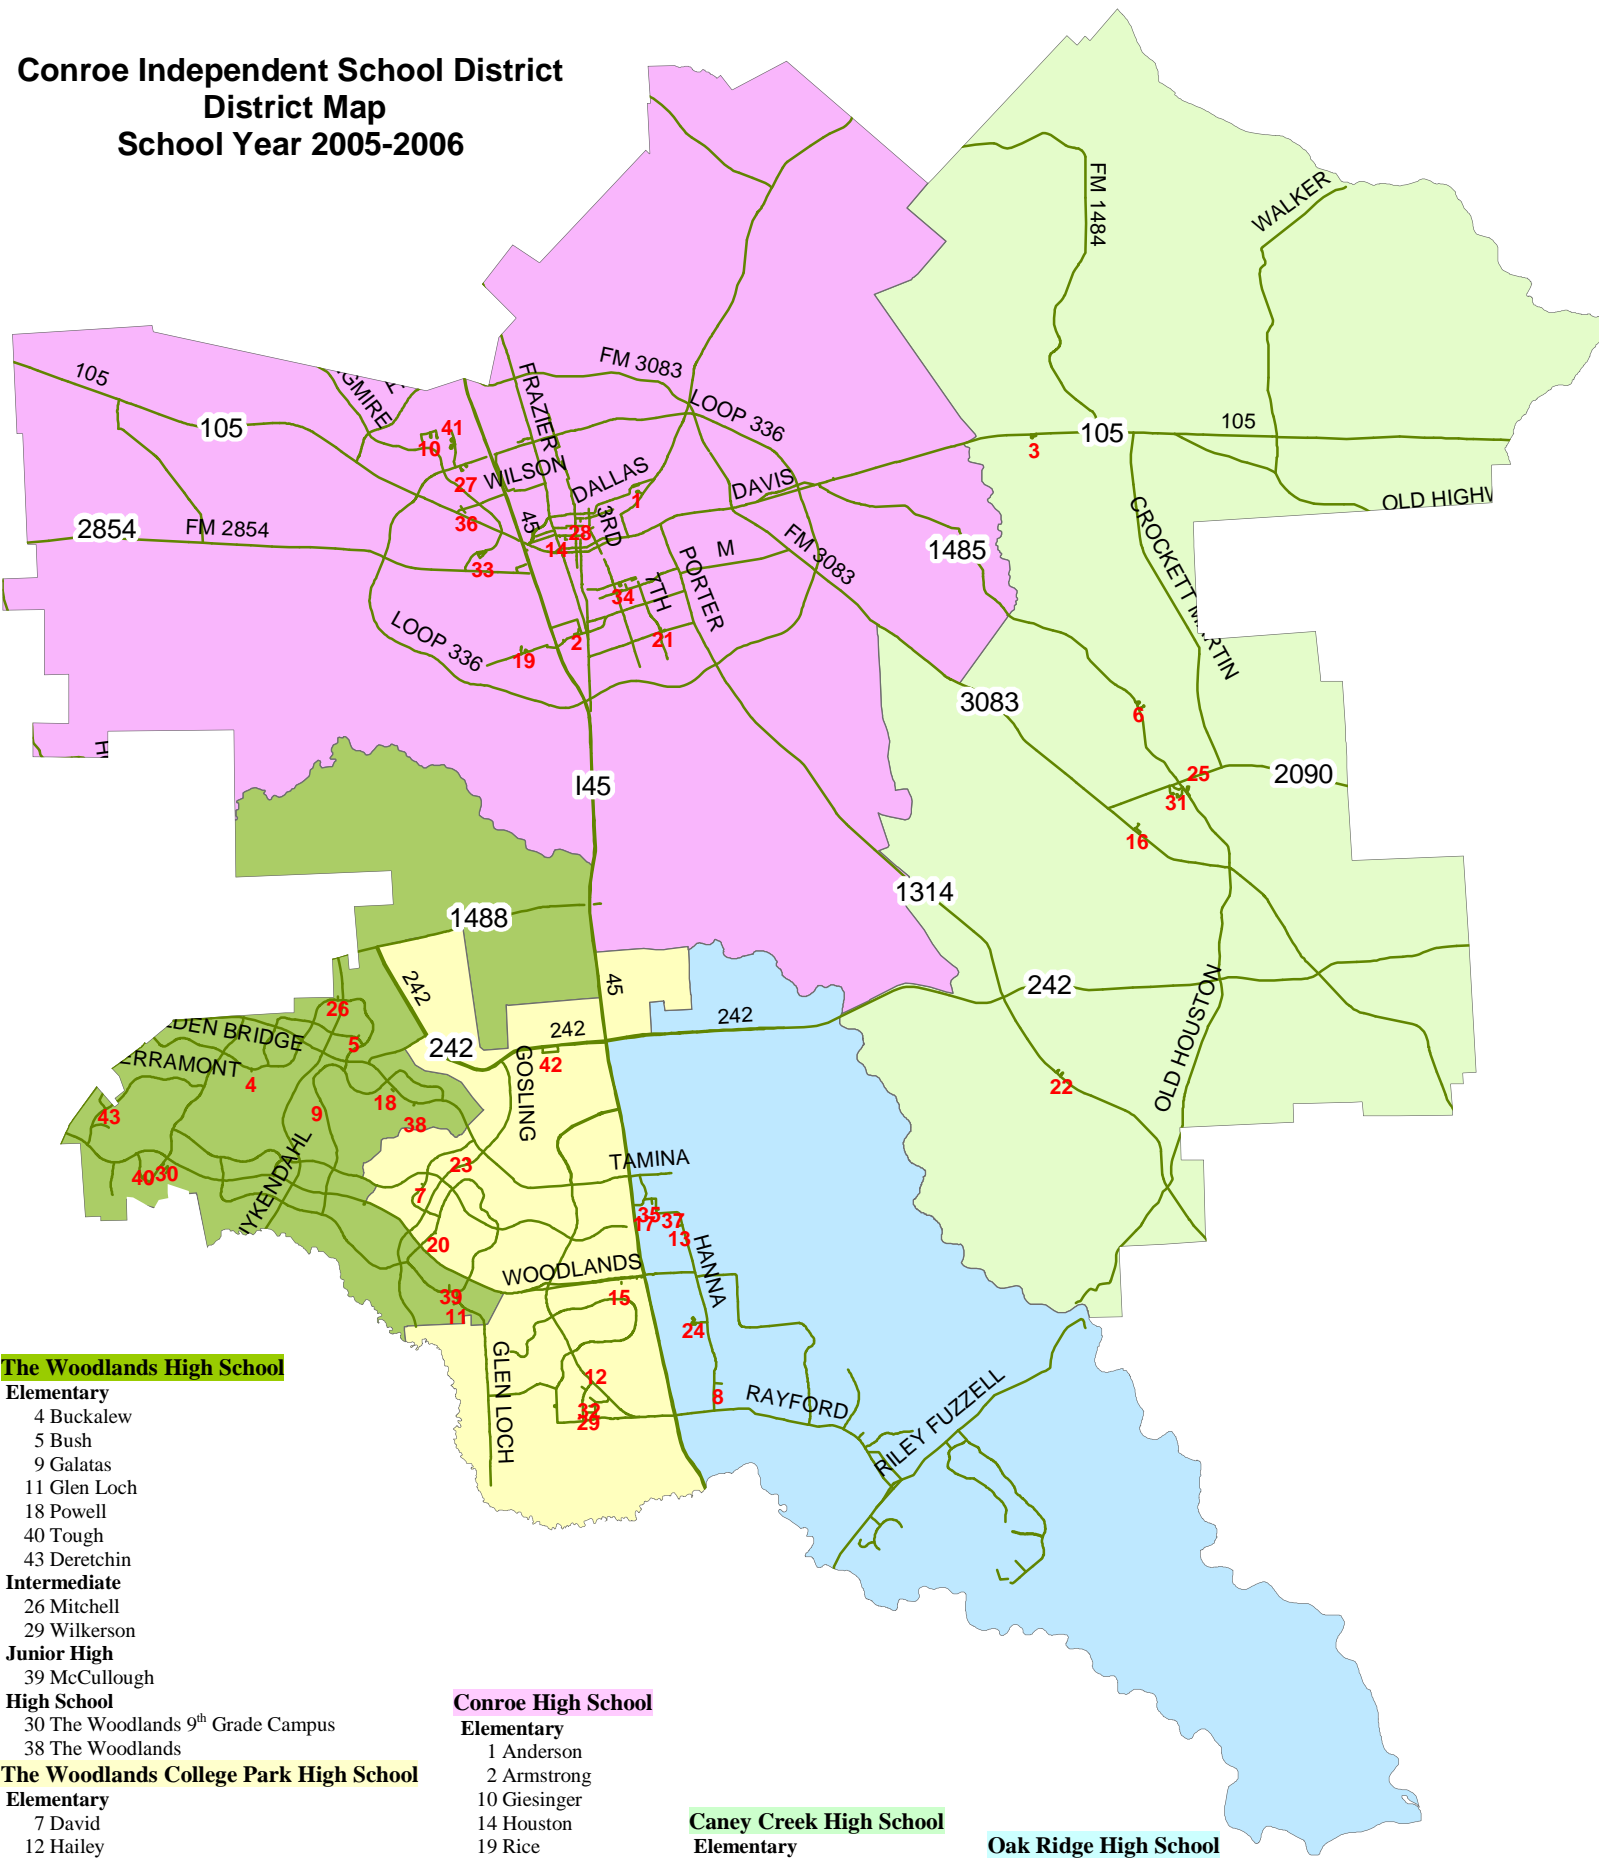 Conroe Independent School District
District Map
School Year 2005-2006
FM 1484
WALKER
105
GMIRE
105
FRAZIER
FM 3083
LOOP 336
41
10
27
WILSON
DALLAS
1
DAVIS
3
105
105
OLD HIGHW
36
45
3RD
28
14
2854
FM 2854
33
M
FM 3083
1485
CROCKETT MARTIN
34
7TH
PORTER
LOOP 336
2
21
19
3083
6
25
2090
31
16
I45
1314
1488
242
45
242
242
242
242
OLD HOUSTON
26
DEN BRIDGE
5
ERRAMONT
4
GOSLING
42
22
43
9
18
38
YKENDAHL
40
30
23
7
20
TAMINA
35
17
37
13
HANNA
WOODLANDS
39
11
15
24
GLEN LOCH
12
32
29
8
RAYFORD
RILEY FUZZELL
The Woodlands High School
Elementary
4 Buckalew
5 Bush
9 Galatas
11 Glen Loch
18 Powell
40 Tough
43 Deretchin
Intermediate
26 Mitchell
29 Wilkerson
Junior High
39 McCullough
High School
30 The Woodlands 9th Grade Campus
38 The Woodlands
The Woodlands College Park High School
Elementary
7 David
12 Hailey
Conroe High School
Elementary
1 Anderson
2 Armstrong
10 Giesinger
14 Houston
19 Rice
Caney Creek High School
Elementary
Oak Ridge High School